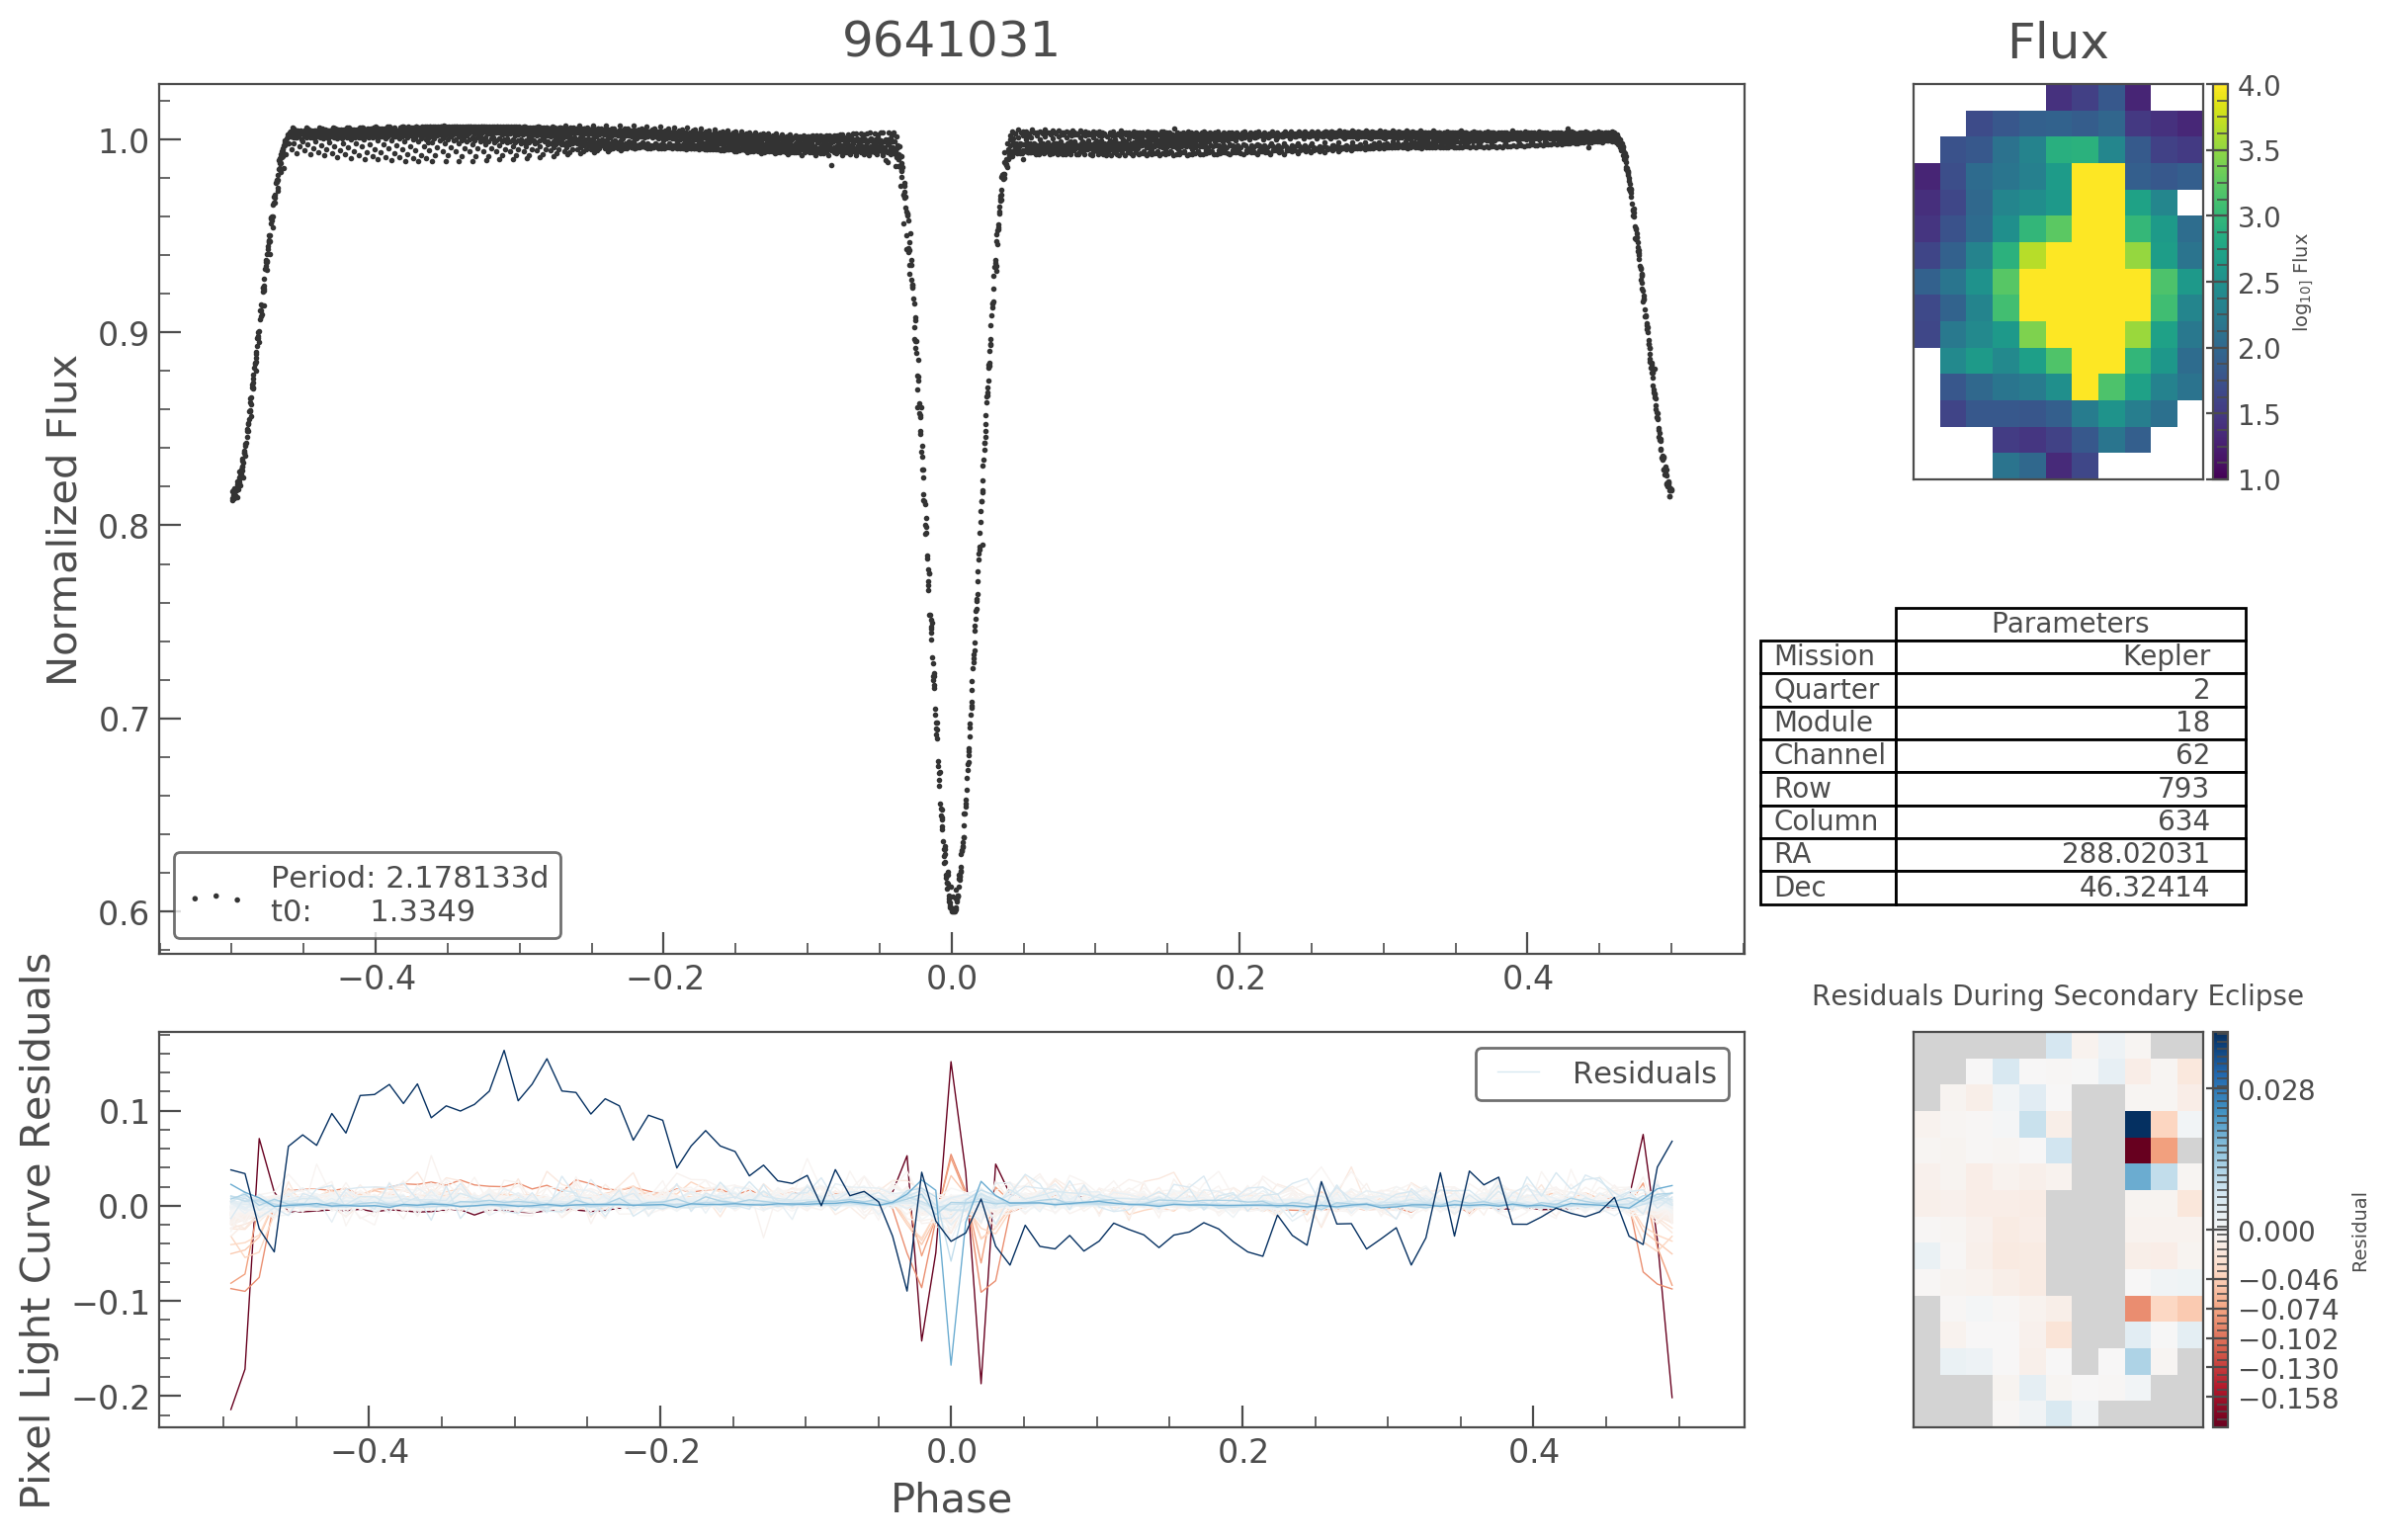 9641031
Normalized Flux
1.0
0.9
0.8
0.7
0.6
Period: 2.178133d
t0: 1.3349
−0.4
−0.2
0.0
0.2
0.4
Flux
4.0
3.5
3.0
2.5
2.0
1.5
1.0
log10] Flux
Parameters
Mission Kepler
Quarter 2
Module 18
Channel 62
Row 793
Column 634
RA 288.02031
Dec 46.32414
Pixel Light Curve Residuals
0.1
0.0
−0.1
−0.2
Residuals
−0.4
−0.2
0.0
0.2
0.4
Phase
Residuals During Secondary Eclipse
0.028
0.000
−0.046
−0.074
−0.102
−0.130
−0.158
Residual